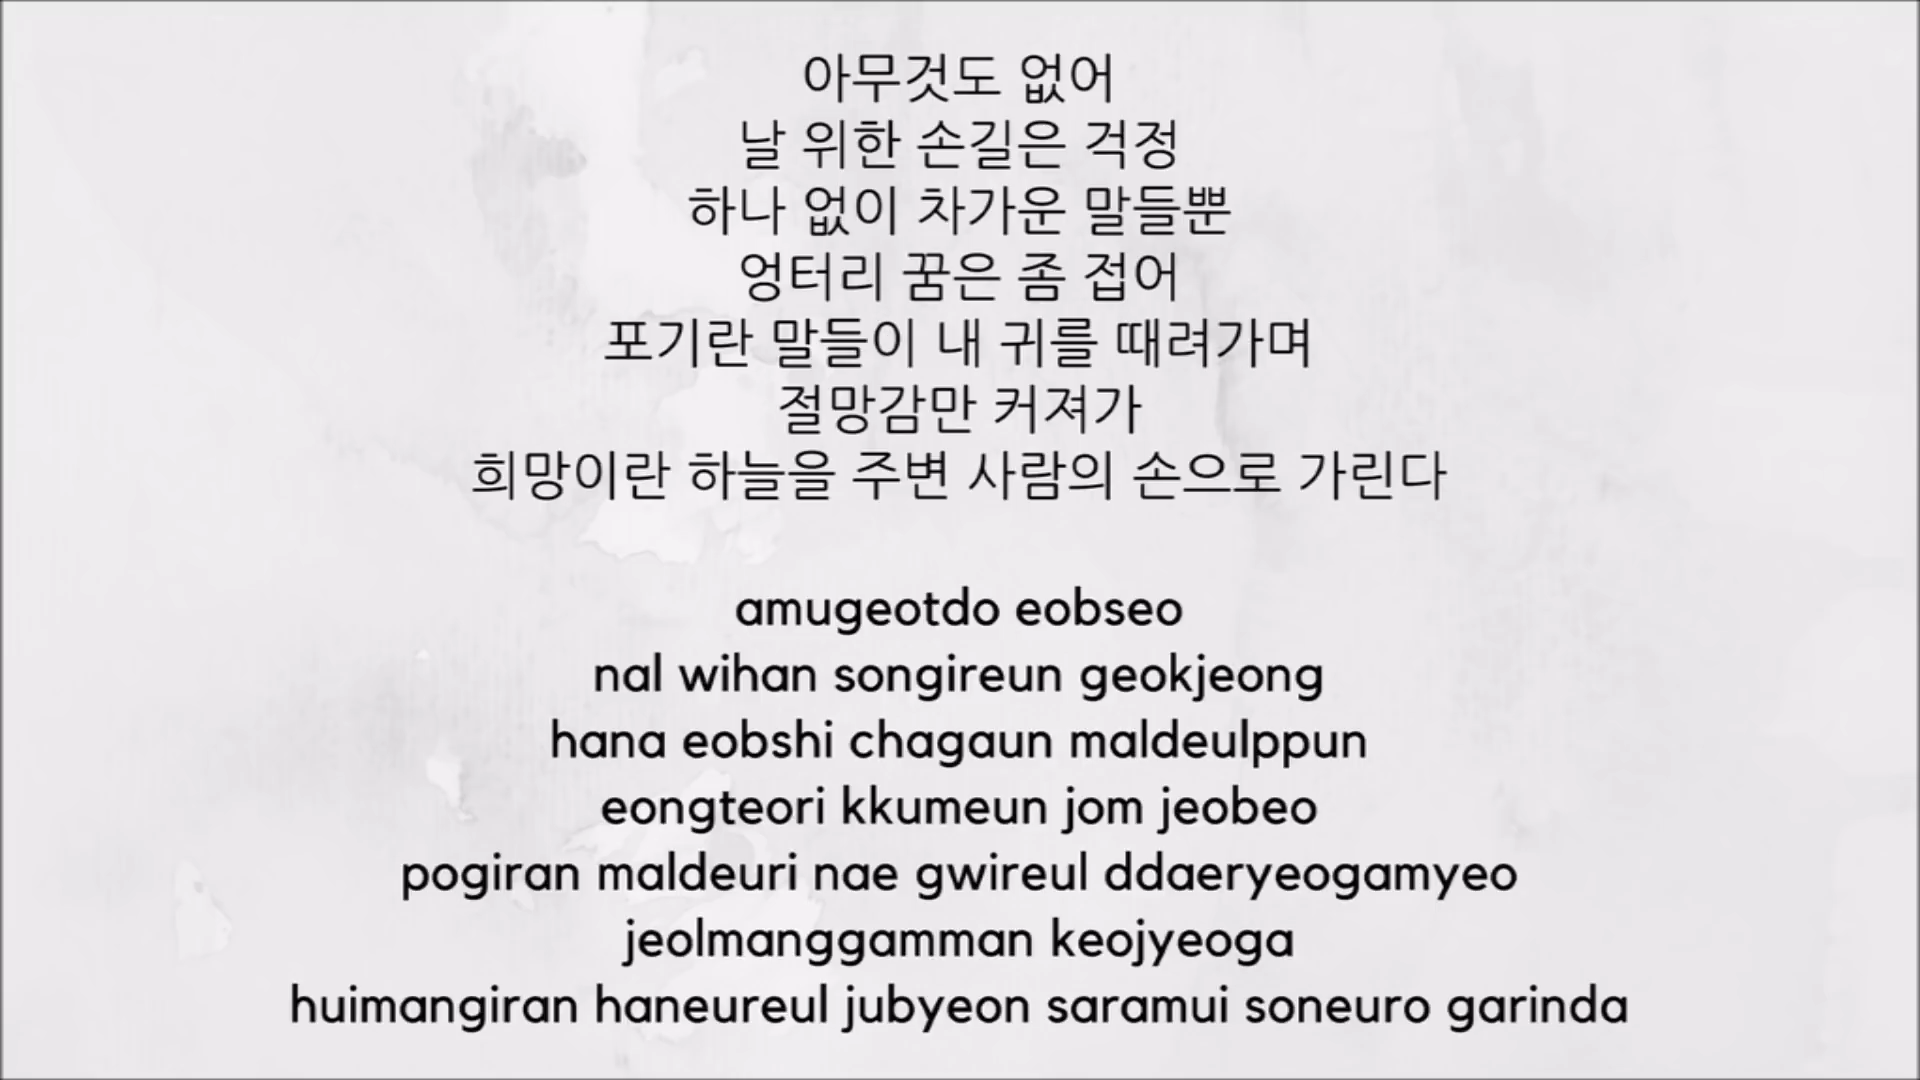 아무것도 없어
날 위한 손길은 걱정
하나 없이 차가운 말들뿐
엉터리 꿈은 좀 접어
포기란 말들이 내 귀를 때려가며
절망감만 커져가
희망이란 하늘을 주변 사람의 손으로 가린다
amugeotdo eobseo
nal wihan songireun geokjeong
hana eobshi chagaun maldeulppun
eongteori kkumeun jom jeobeo
pogiran maldeuri nae gwireul ddaeryeogamyeo
jeolmanggamman keojyeoga
huimangiran haneureul jubyeon saramui soneuro garinda